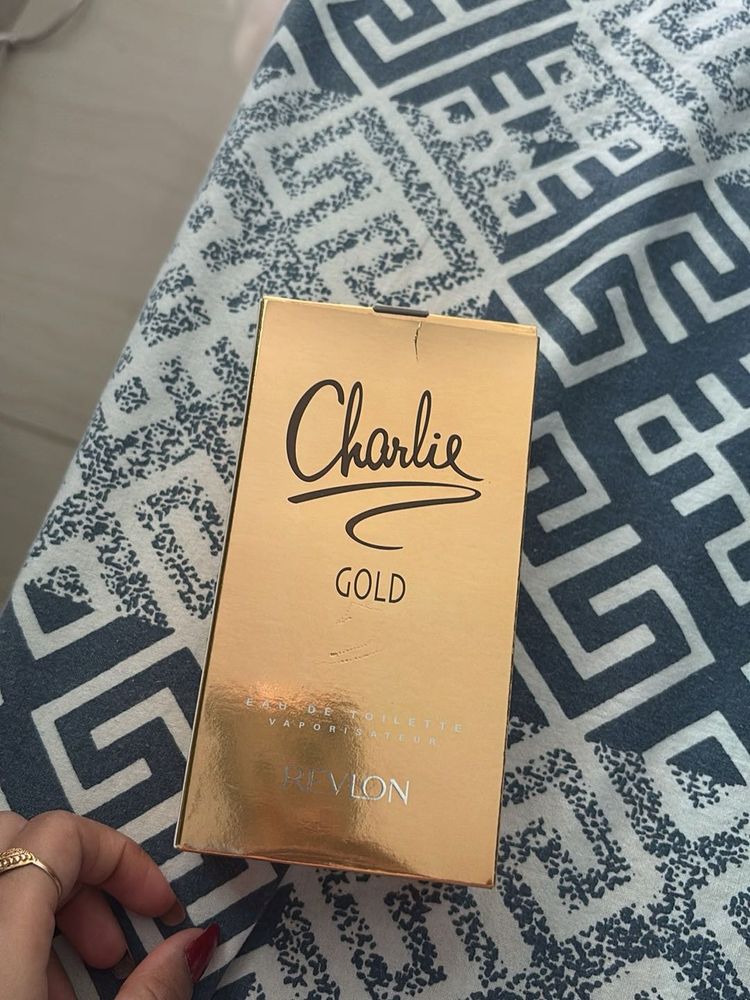 Charlie
GOLD
EAU DE TOILETTE
VAPORISATEUR
REVLON